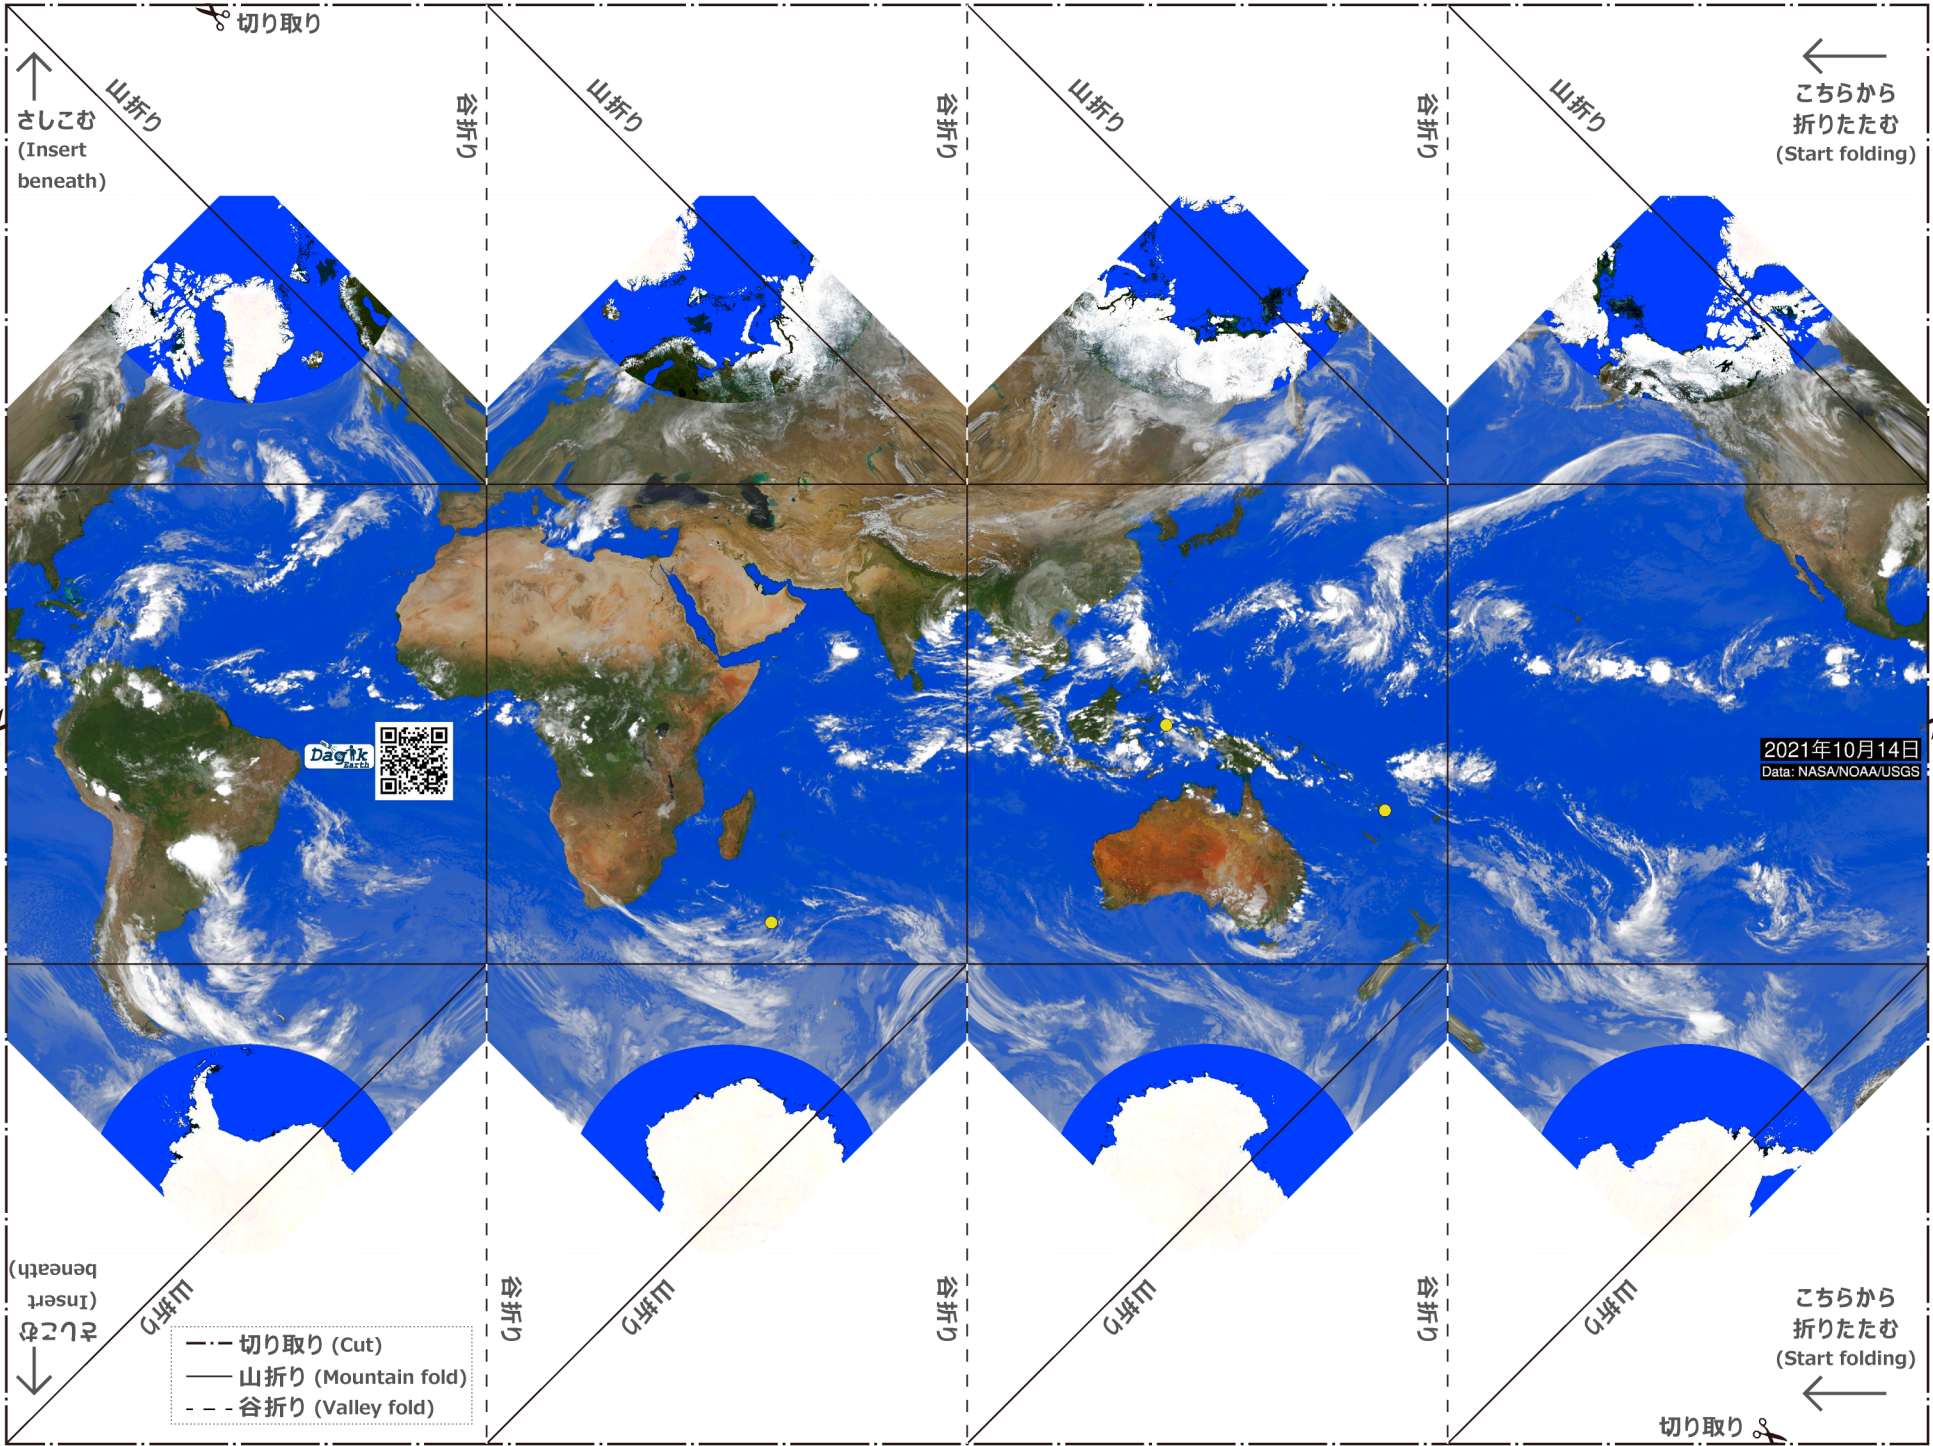 切り取り
さしこむ
(Insert
beneath)
山折り
谷折り
山折り
谷折り
山折り
谷折り
山折り
こちらから
折りたたむ
(Start folding)
Dagik
Earth
2021年10月14日
Data: NASA/NOAA/USGS
さしこむ
(Insert
beneath)
山折り
谷折り
山折り
谷折り
山折り
谷折り
山折り
こちらから
折りたたむ
(Start folding)
切り取り (Cut)
山折り (Mountain fold)
谷折り (Valley fold)
切り取り